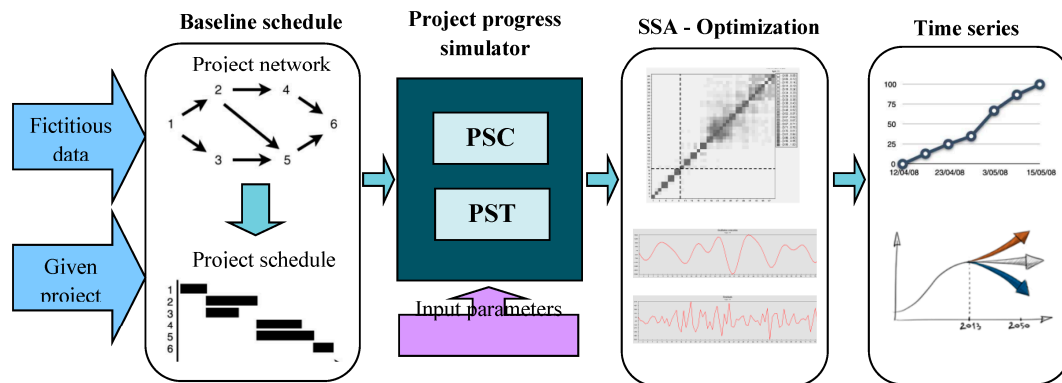 Baseline schedule
Project progress
simulator
SSA - Optimization
Time series
Fictitious
data
Given
project
Project network
2
4
1
6
3
5
Project schedule
1
2
3
4
5
6
PSC
PST
Input parameters
100
75
50
25
0
12/04/08
23/04/08
3/05/08
15/05/08
2013
2050